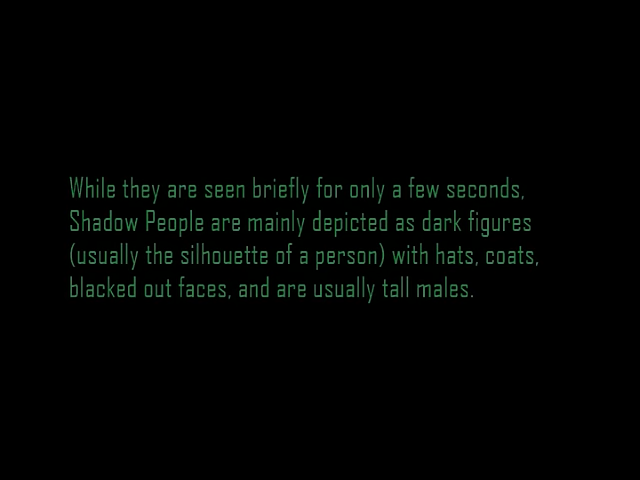 While they are seen briefly for only a few seconds,
Shadow People are mainly depicted as dark figures
(usually the silhouette of a person) with hats, coats,
blacked out faces, and are usually tall males.